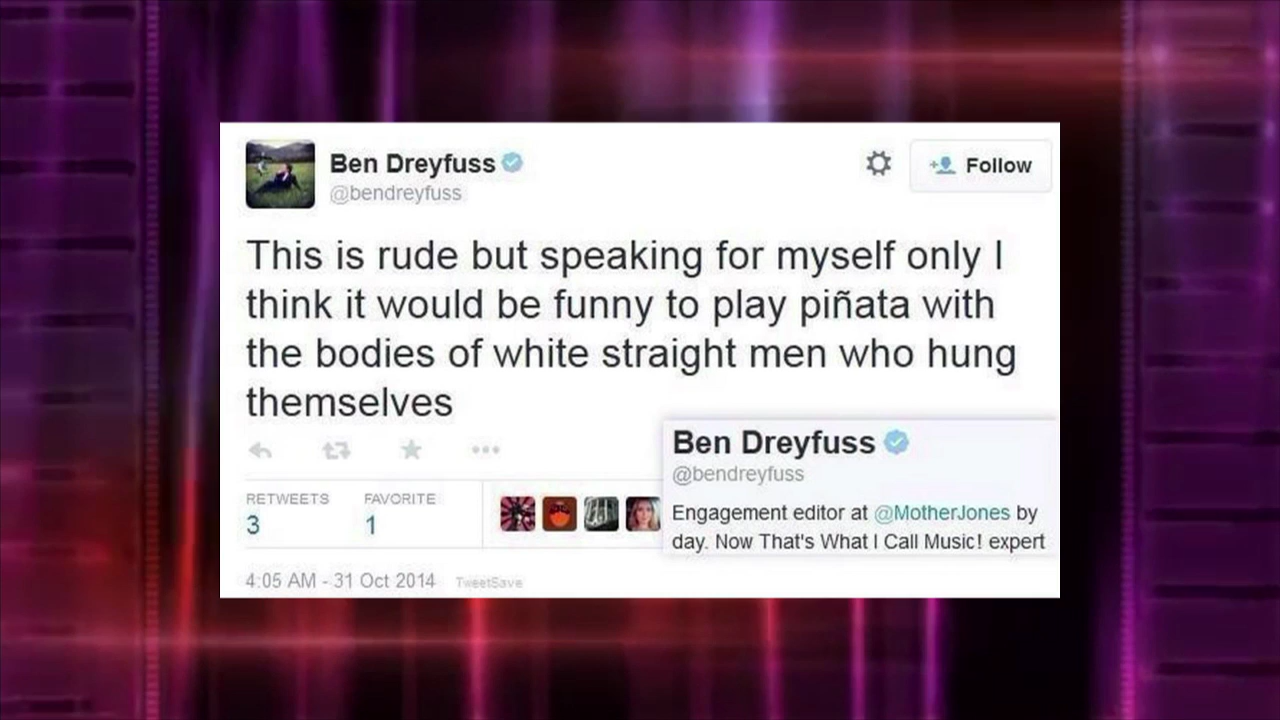 Ben Dreyfuss
@bendreyfuss
Follow
This is rude but speaking for myself only I
think it would be funny to play piñata with
the bodies of white straight men who hung
themselves
RETWEETS FAVORITE
3 1
Ben Dreyfuss
@bendreyfuss
Engagement editor at @MotherJones by
day. Now That's What I Call Music! expert
4:05 AM - 31 Oct 2014 TweetSave